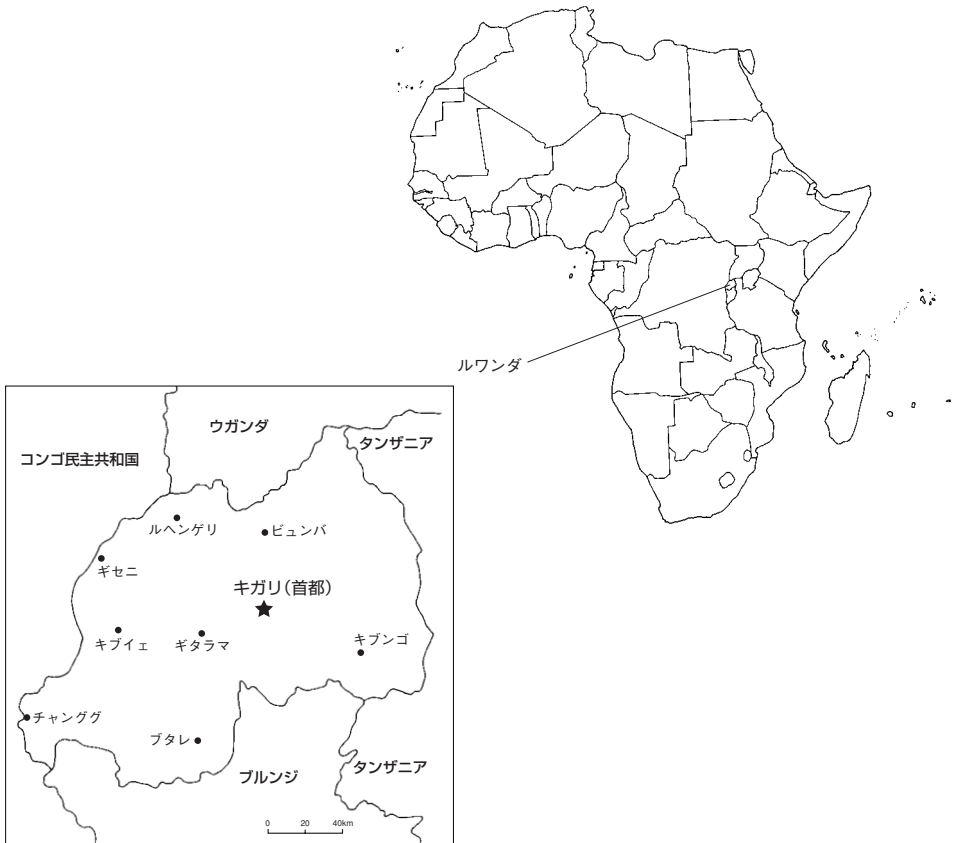 ルワンダ
ウガンダ
タンザニア
コンゴ民主共和国
ルヘンゲリ
ビュンバ
ギセニ
キガリ(首都)
キブイェ
ギタラマ
キブンゴ
チャンググ
ブタレ
ブルンジ
タンザニア
0 20 40km